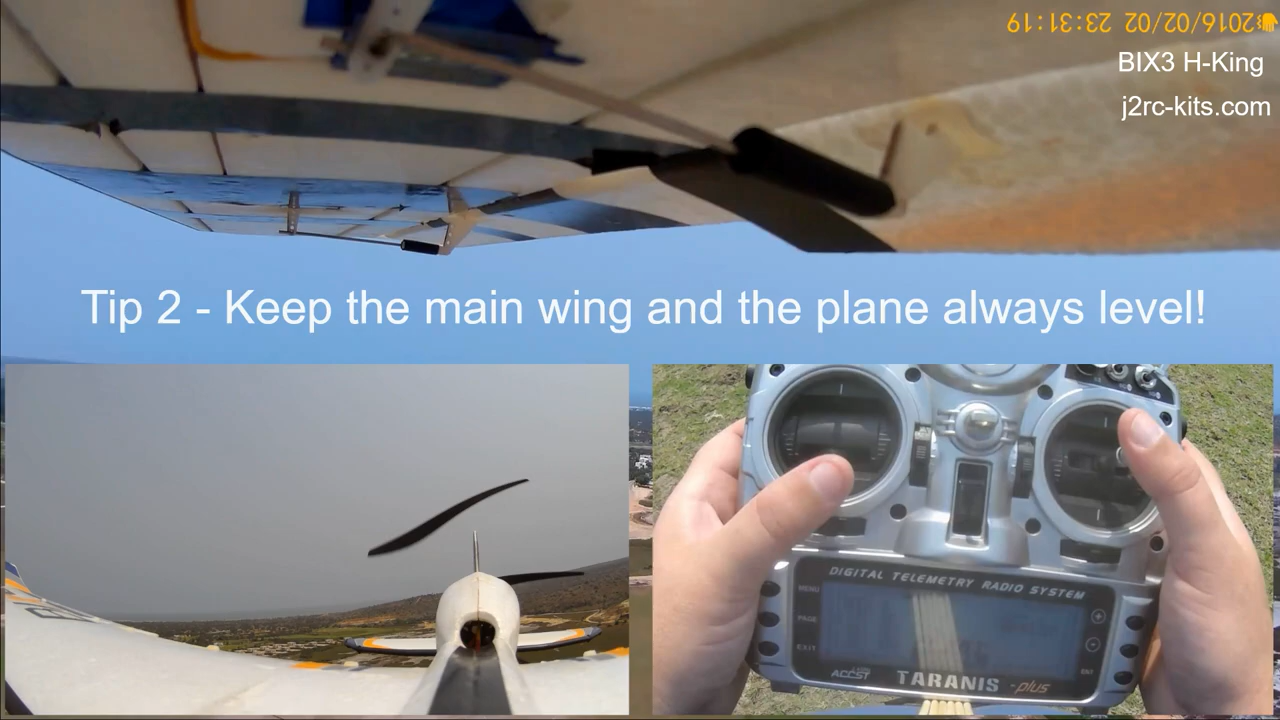 2016/02/02 23:31:19
BIX3 H-King
j2rc-kits.com
Tip 2 - Keep the main wing and the plane always level!
DIGITAL TELEMETRY RADIO SYSTEM
MENU
PAGE
EXIT
ENT
ACCST
TARANIS -plus